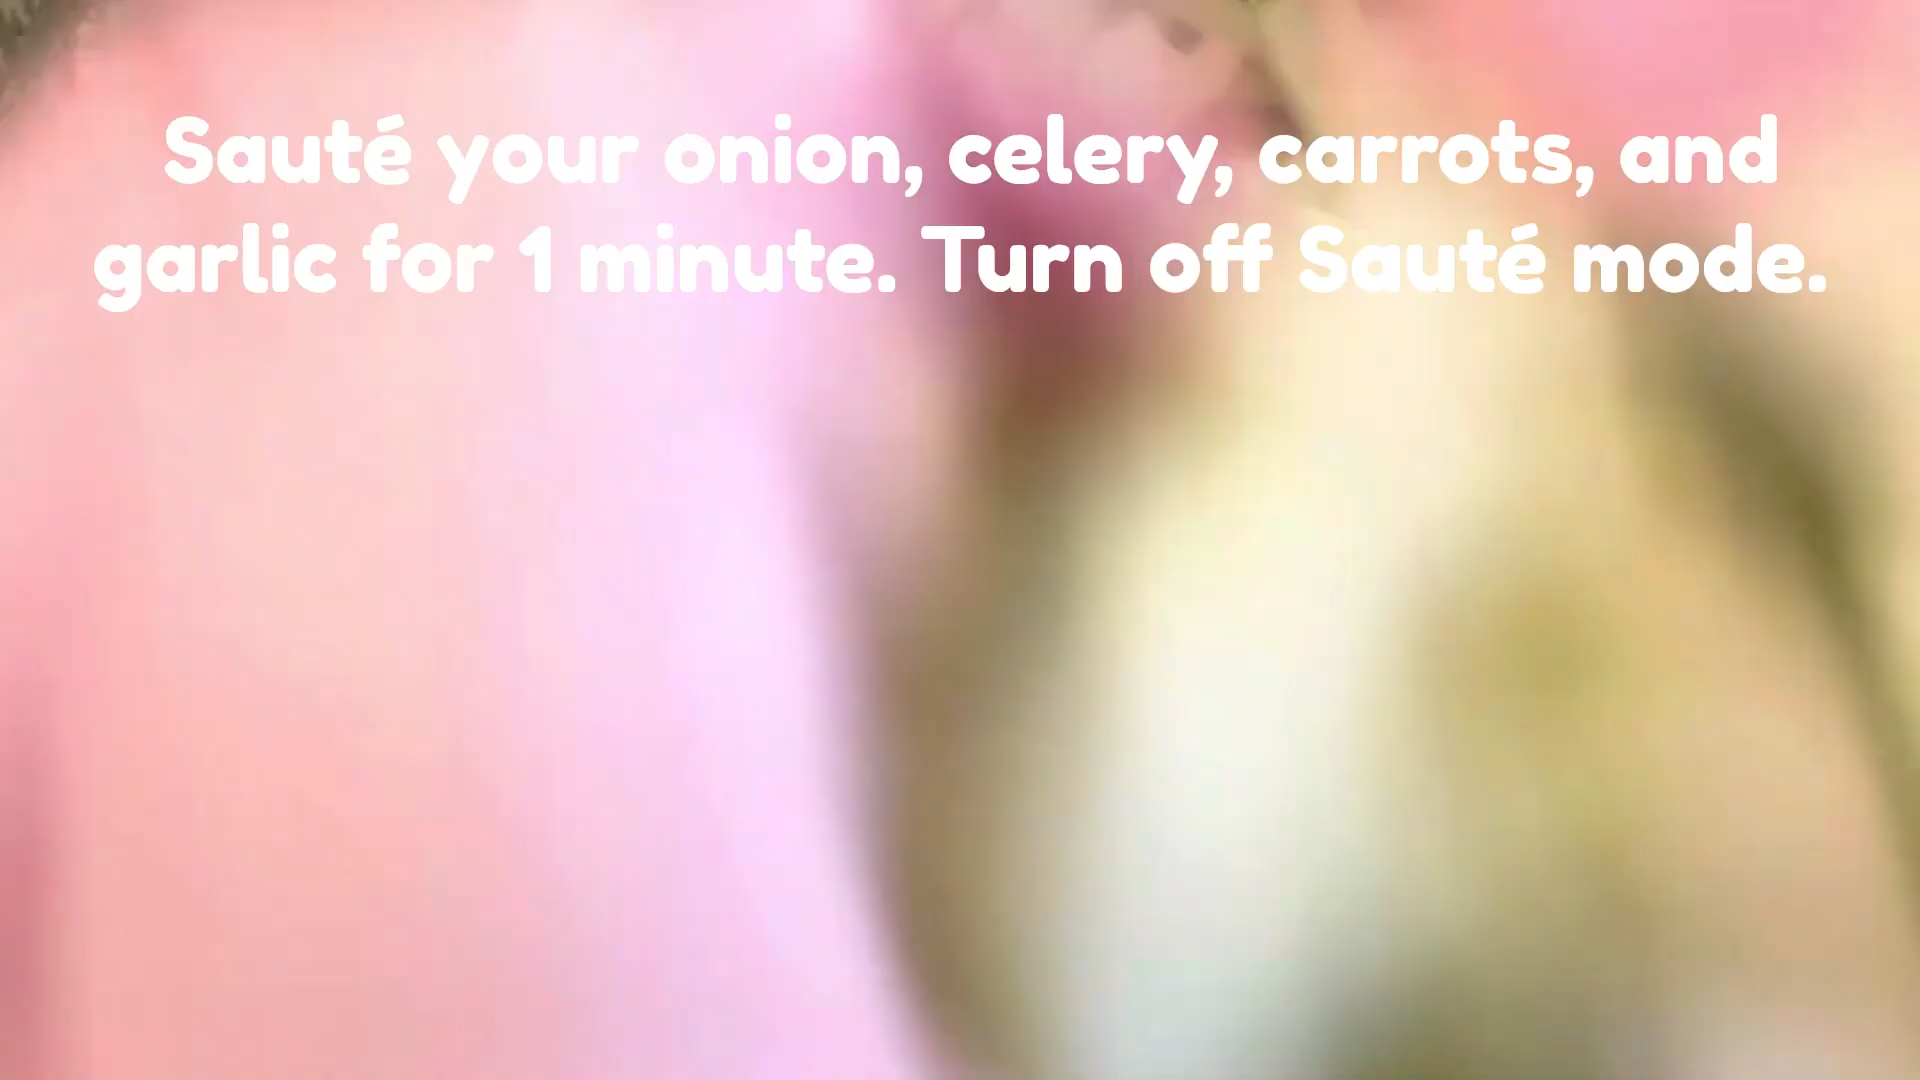 Sauté your onion, celery, carrots, and
garlic for 1 minute. Turn off Sauté mode.